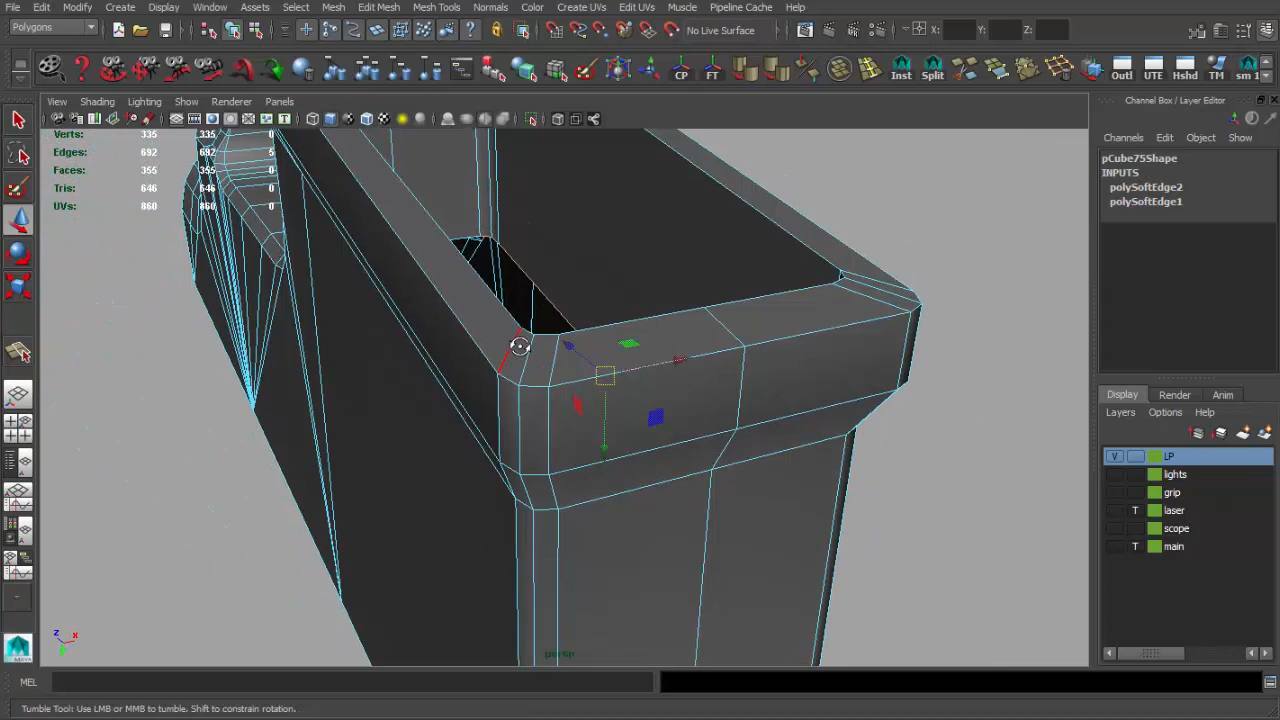 File Edit Modify Create Display Window Assets Select Mesh Edit Mesh Mesh Tools Normals Color Create UVs Edit UVs Muscle Pipeline Cache Help
Polygons No Live Surface X: Y: Z:
CP FT Inst Split Outl UTE Hshd TM sm 1
View Shading Lighting Show Renderer Panels
Channel Box / Layer Editor
Channels Edit Object Show
Verts: 335 335 0
Edges: 692 692 5
Faces: 355 355 0
Tris: 646 646 0
UVs: 860 860 0
pCube75Shape
INPUTS
polySoftEdge2
polySoftEdge1
Display Render Anim
Layers Options Help
V LP
lights
grip
T laser
scope
T main
z x
persp
MEL
Tumble Tool: Use LMB or MMB to tumble. Shift to constrain rotation.